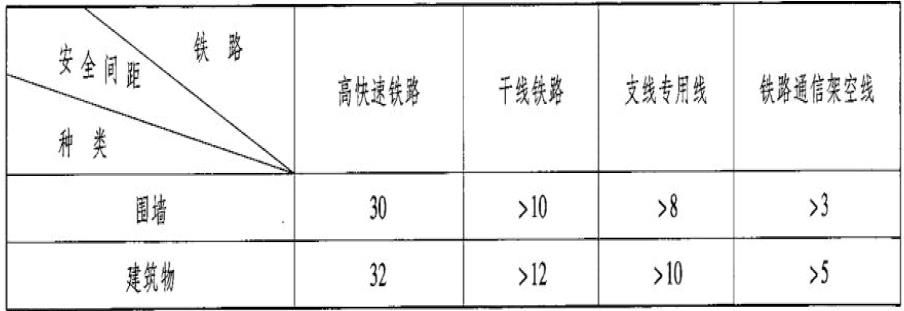 铁路
安全间距
种类
高快速铁路 干线铁路 支线专用线 铁路通信架空线
围墙 30 >10 >8 >3
建筑物 32 >12 >10 >5